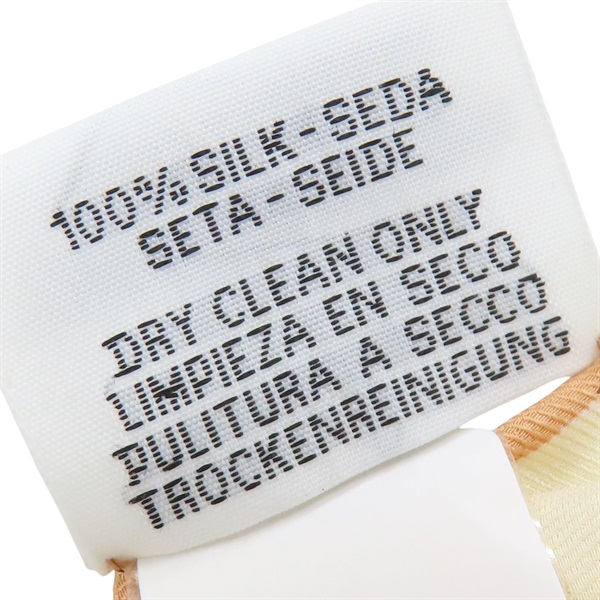 100% SILK - SEDA
SETA - SEIDE
DRY CLEAN ONLY
LIMPIEZA EN SECO
PULITURA A SECCO
TROCKENREINIGUNG